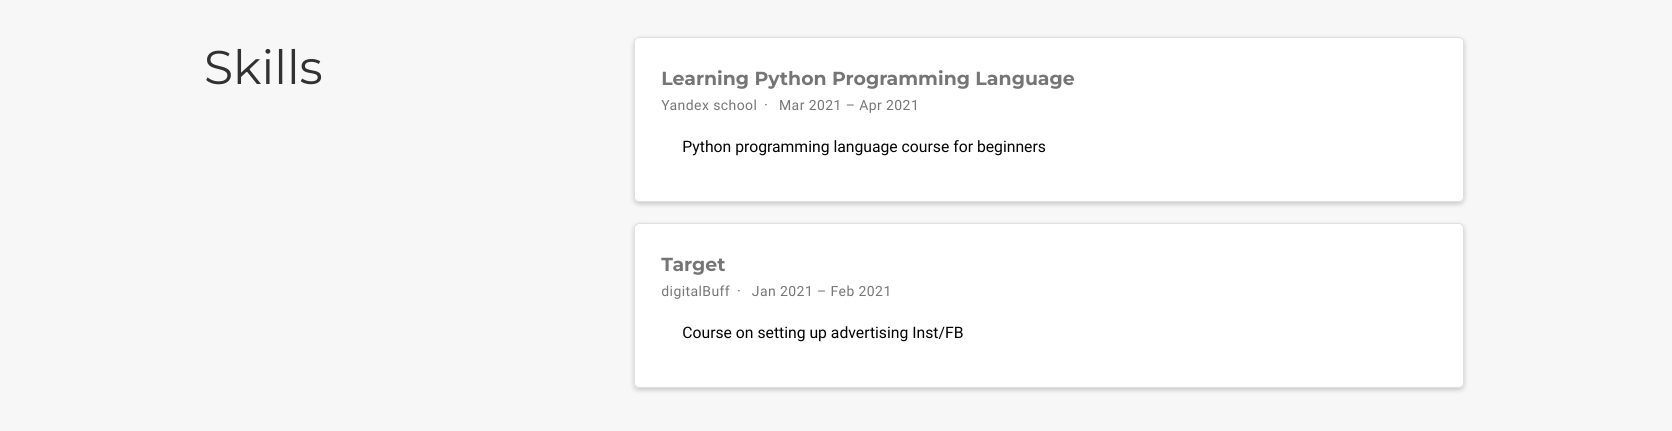 Skills
Learning Python Programming Language
Yandex school · Mar 2021 – Apr 2021
Python programming language course for beginners
Target
digitalBuff · Jan 2021 – Feb 2021
Course on setting up advertising Inst/FB